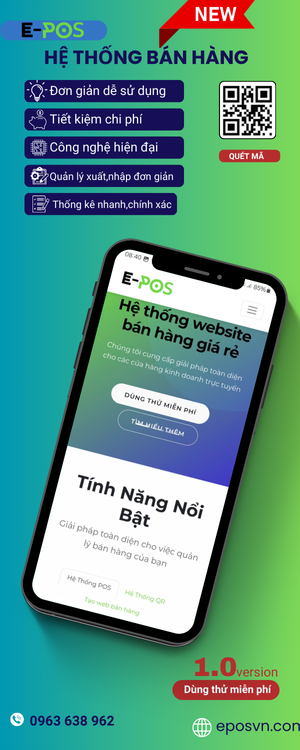 NEW
E-POS
HỆ THỐNG BÁN HÀNG
Đơn giản dễ sử dụng
Tiết kiệm chi phí
Công nghệ hiện đại
Quản lý xuất,nhập đơn giản
Thống kê nhanh,chính xác
QUÉT MÃ
08:40
85%
E-POS
Hệ thống website
bán hàng giá rẻ
Chúng tôi cung cấp giải pháp toàn diện
cho các cửa hàng kinh doanh trực tuyến
DÙNG THỬ MIỄN PHÍ
TÌM HIỂU THÊM
Tính Năng Nổi
Bật
Giải pháp toàn diện cho việc quản
lý bán hàng của bạn
Hệ Thống POS
Hệ Thống QR
Tạo web bán hàng
1.0 version
Dùng thử miễn phí
0963 638 962
eposvn.com